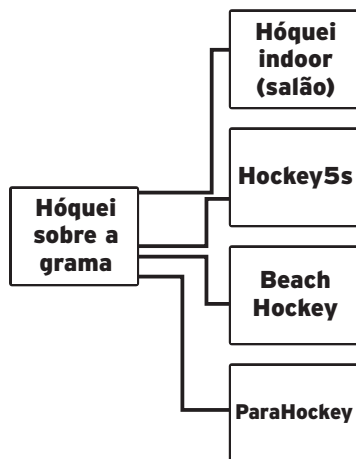 Hóquei
indoor
(salão)
Hockey5s
Hóquei
sobre a
grama
Beach
Hockey
ParaHockey